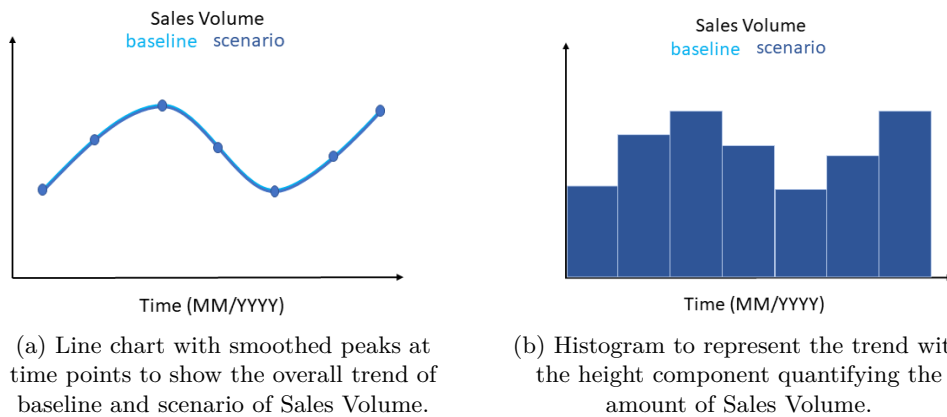 Sales Volume
baseline scenario
Time (MM/YYYY)
(a) Line chart with smoothed peaks at
time points to show the overall trend of
baseline and scenario of Sales Volume.
Sales Volume
baseline scenario
Time (MM/YYYY)
(b) Histogram to represent the trend wit
the height component quantifying the
amount of Sales Volume.